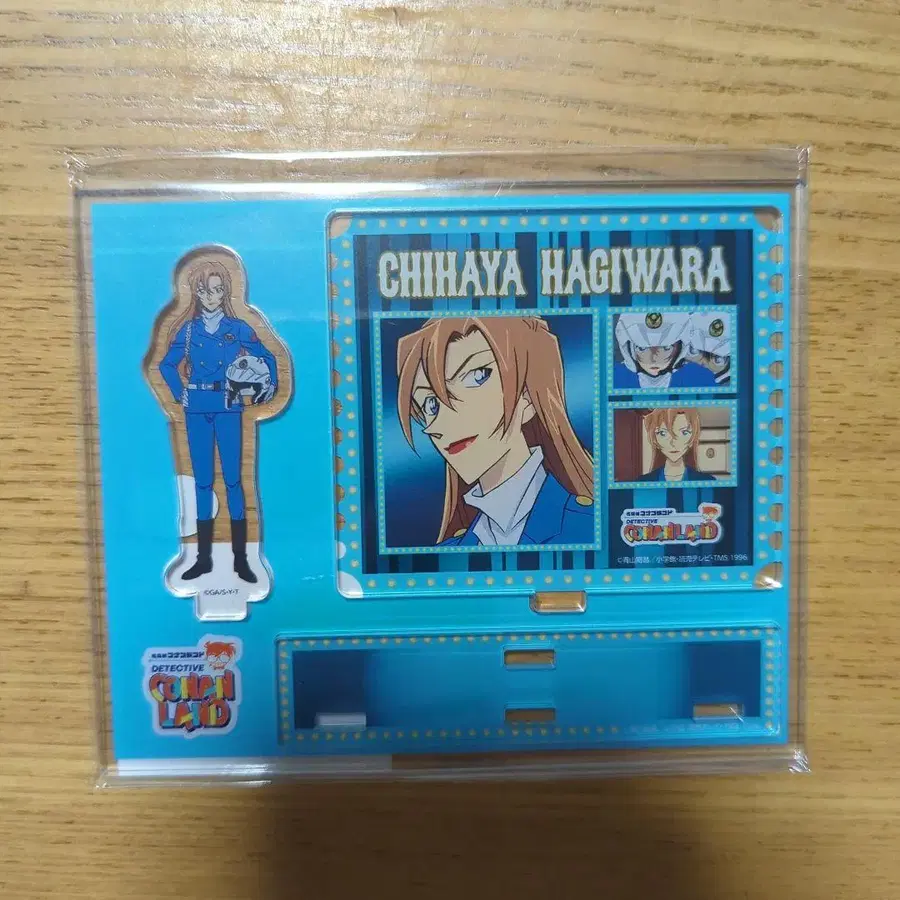 CHIHAYA HAGIWARA
名探偵コナンランド
DETECTIVE
CONAN LAND
©青山剛昌/小学館・読売テレビ・TMS 1996
©GA/S・Y・T
名探偵コナンランド
DETECTIVE
CONAN
LAND